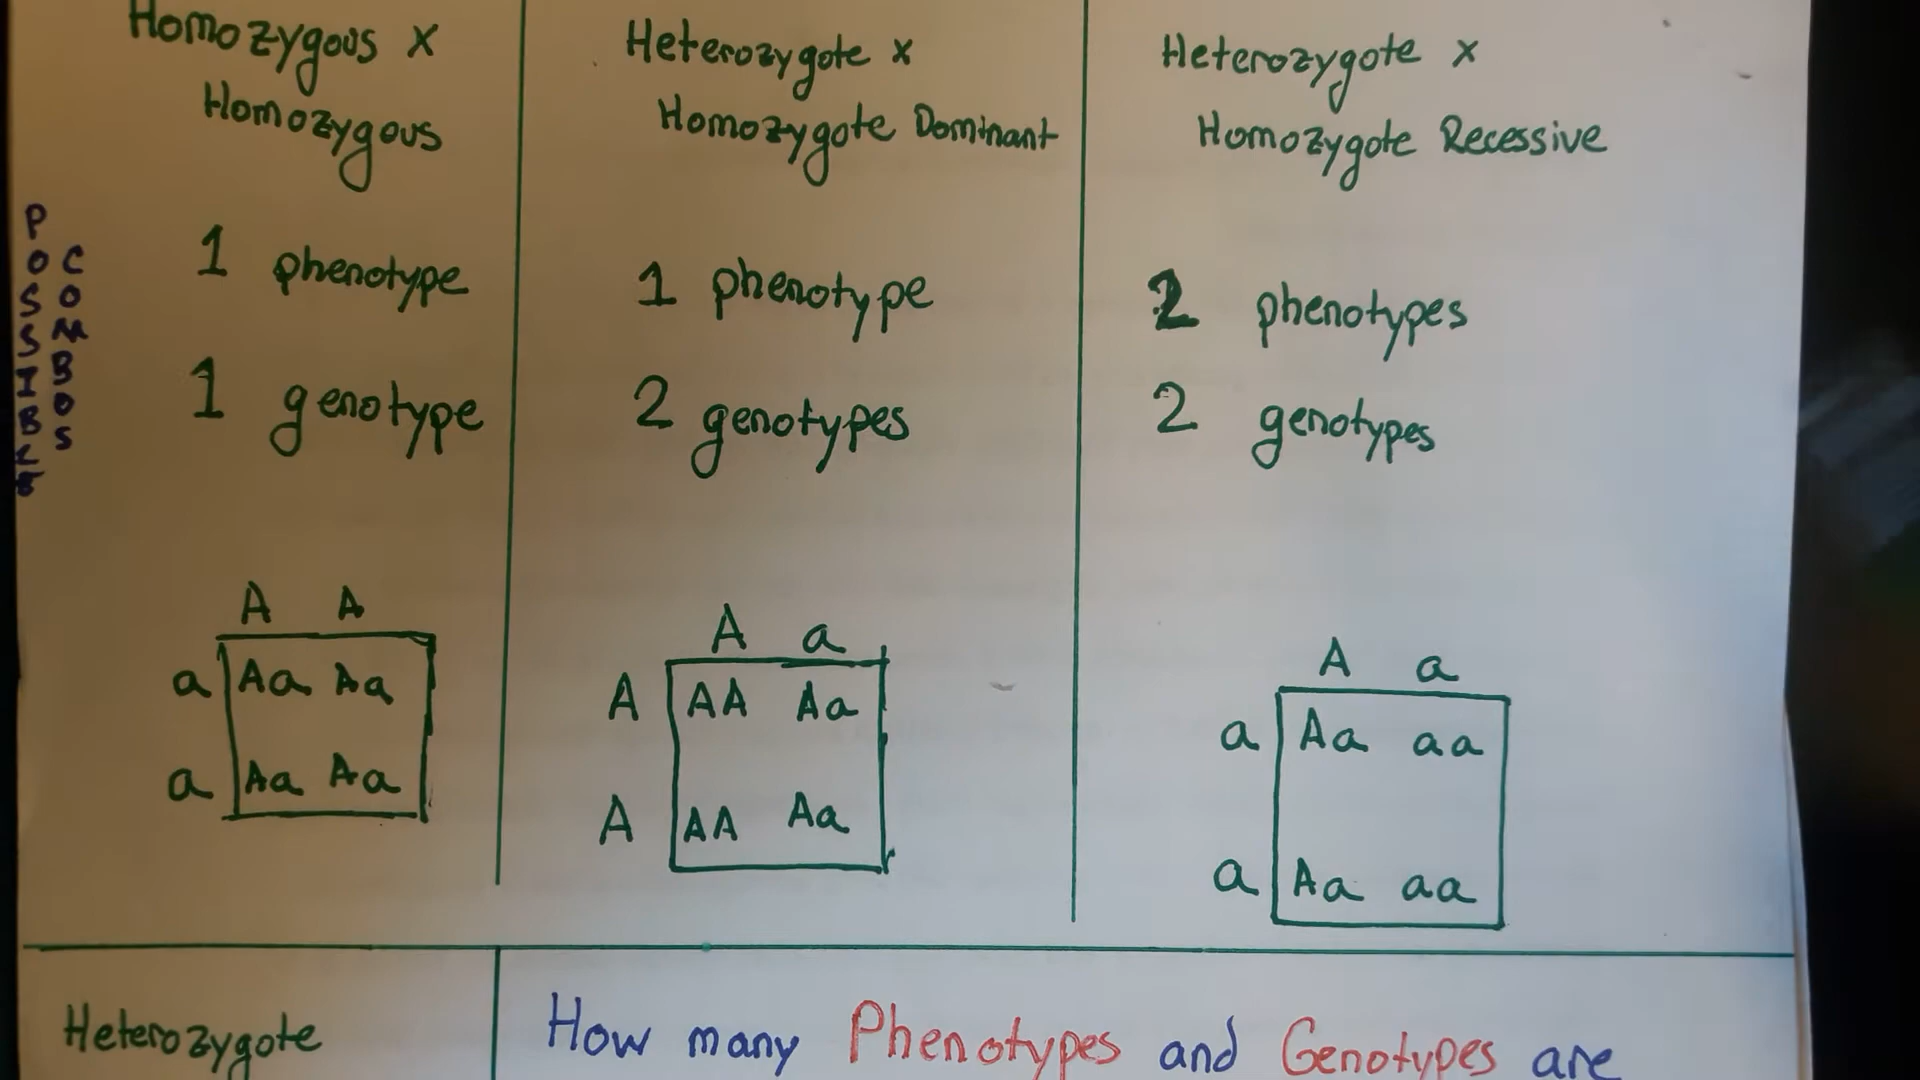 Homozygous x
Homozygous
1 phenotype
1 genotype
A A
a Aa Aa
a Aa Aa
Heterozygote x
Homozygote Dominant
1 phenotype
2 genotypes
A a
A AA Aa
A AA Aa
Heterozygote x
Homozygote Recessive
2 phenotypes
2 genotypes
A a
a Aa aa
a Aa aa
POSSIBLE
COMBOS
Heterozygote
How many Phenotypes and Genotypes are